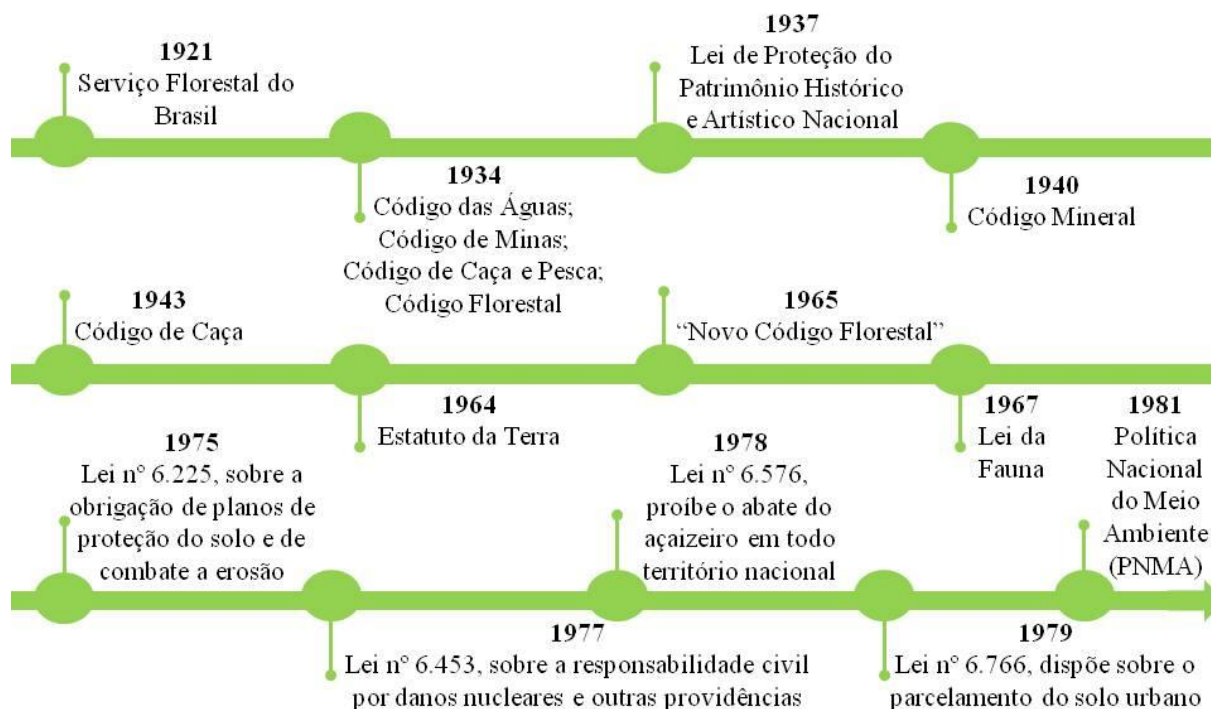 1921
Serviço Florestal do
Brasil
1934
Código das Águas;
Código de Minas;
Código de Caça e Pesca;
Código Florestal
1937
Lei de Proteção do
Patrimônio Histórico
e Artístico Nacional
1940
Código Mineral
1943
Código de Caça
1964
Estatuto da Terra
1965
“Novo Código Florestal”
1967
Lei da
Fauna
1975
Lei nº 6.225, sobre a
obrigação de planos de
proteção do solo e de
combate a erosão
1977
Lei nº 6.453, sobre a responsabilidade civil
por danos nucleares e outras providências
1978
Lei nº 6.576,
proíbe o abate do
açaizeiro em todo
território nacional
1979
Lei nº 6.766, dispõe sobre o
parcelamento do solo urbano
1981
Política
Nacional
do Meio
Ambiente
(PNMA)